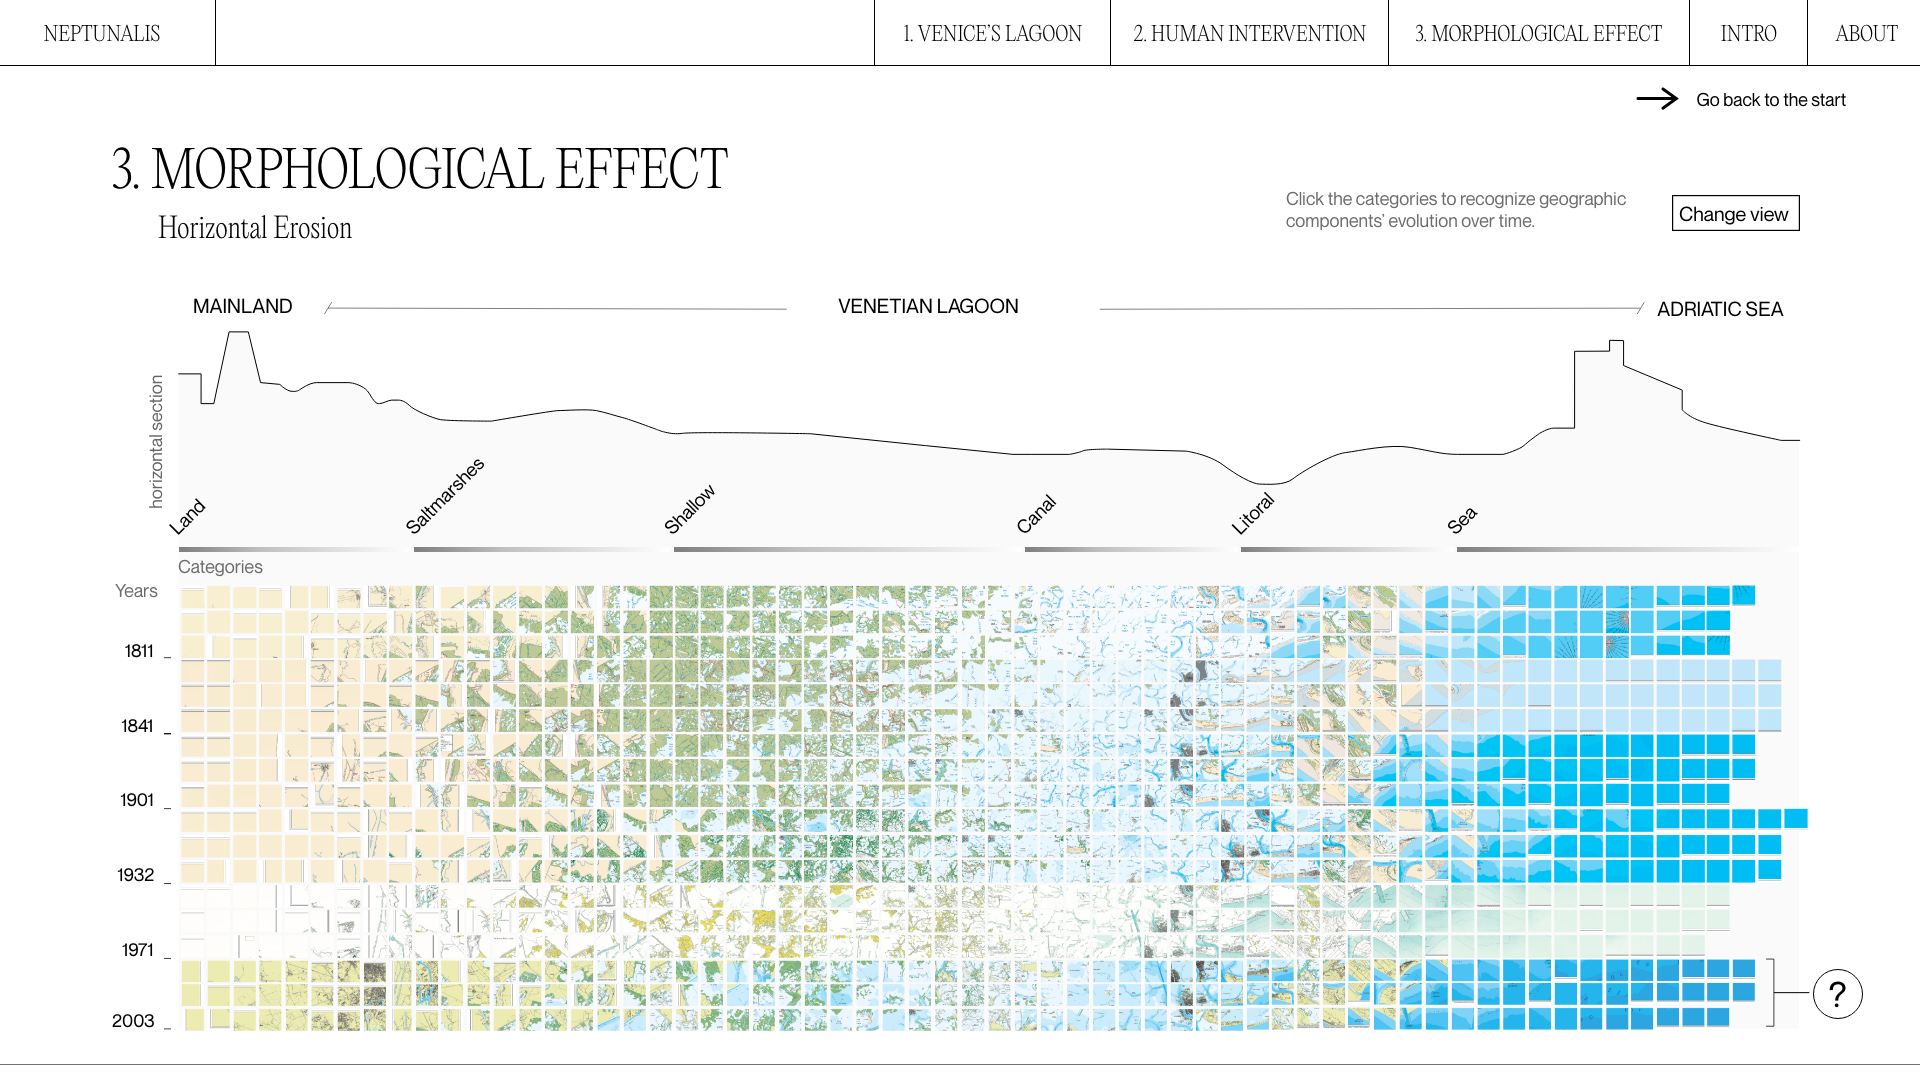 NEPTUNALIS
1. VENICE'S LAGOON
2. HUMAN INTERVENTION
3. MORPHOLOGICAL EFFECT
INTRO
ABOUT
Go back to the start
3. MORPHOLOGICAL EFFECT
Horizontal Erosion
Click the categories to recognize geographic
components' evolution over time.
Change view
MAINLAND
VENETIAN LAGOON
ADRIATIC SEA
horizontal section
Land
Saltmarshes
Shallow
Canal
Litoral
Sea
Categories
Years
1811
1841
1901
1932
1971
2003
?